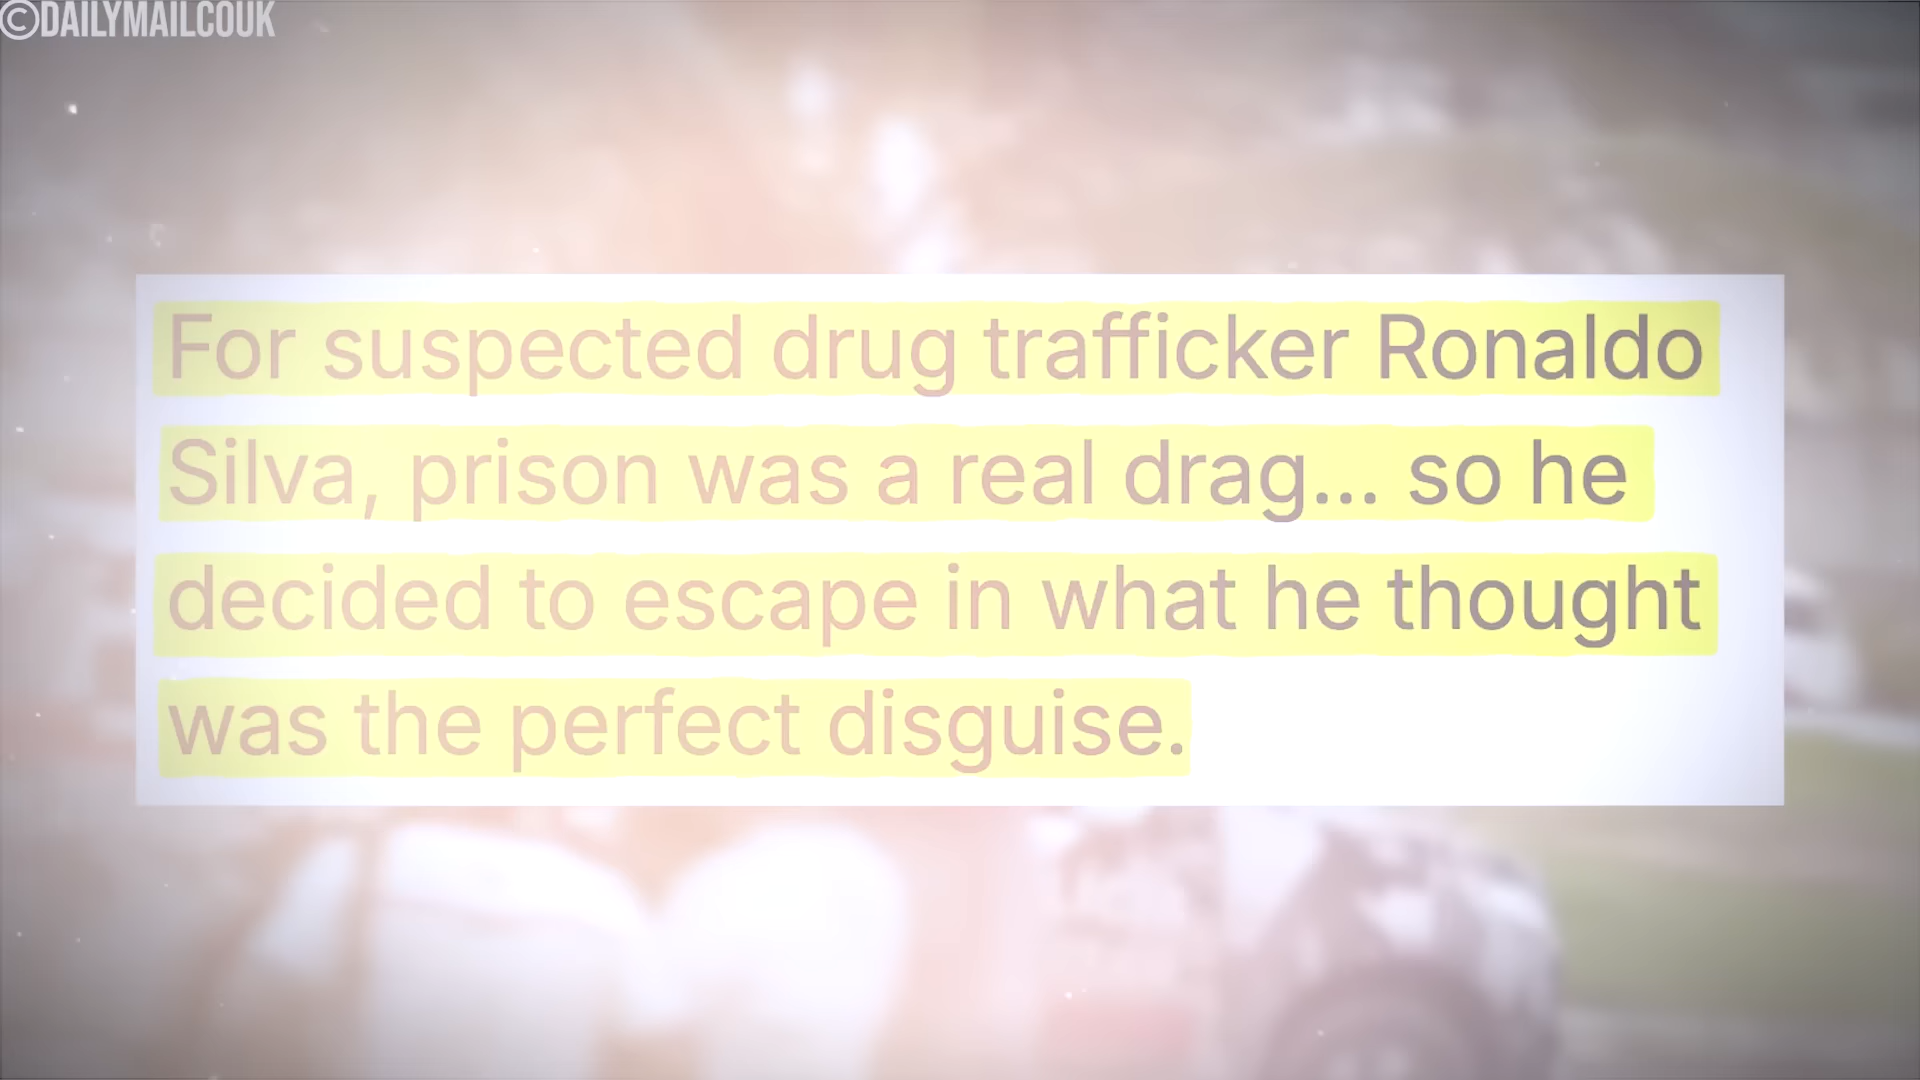 ©DAILYMAILCOUK
For suspected drug trafficker Ronaldo
Silva, prison was a real drag... so he
decided to escape in what he thought
was the perfect disguise.